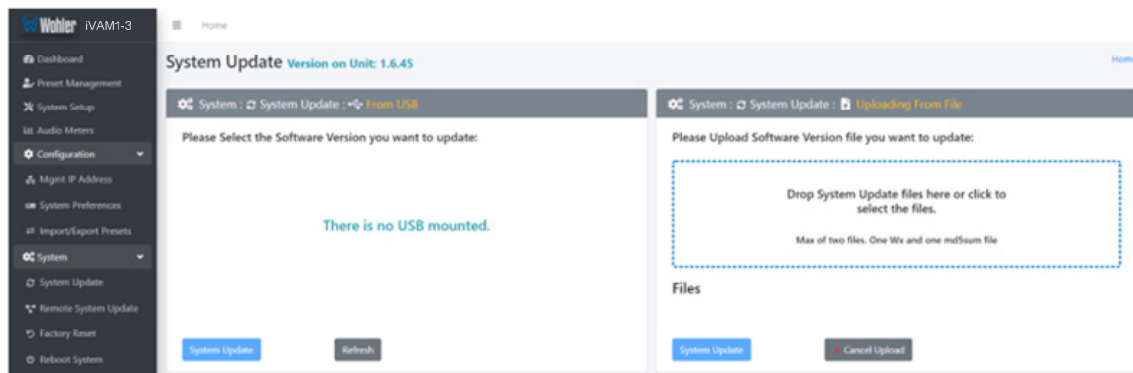 Wohler iVAM1-3
Home
Dashboard
Preset Management
System Setup
Audio Meters
Configuration
Mgmt IP Address
System Preferences
Import/Export Presets
System
System Update
Remote System Update
Factory Reset
Reboot System
System Update Version on Unit: 1.6.45
Home
System : System Update : From USB
Please Select the Software Version you want to update:
There is no USB mounted.
System Update Refresh
System : System Update : Uploading From File
Please Upload Software Version file you want to update:
Drop System Update files here or click to
select the files.
Max of two files. One Wx and one md5sum file
Files
System Update Cancel Upload